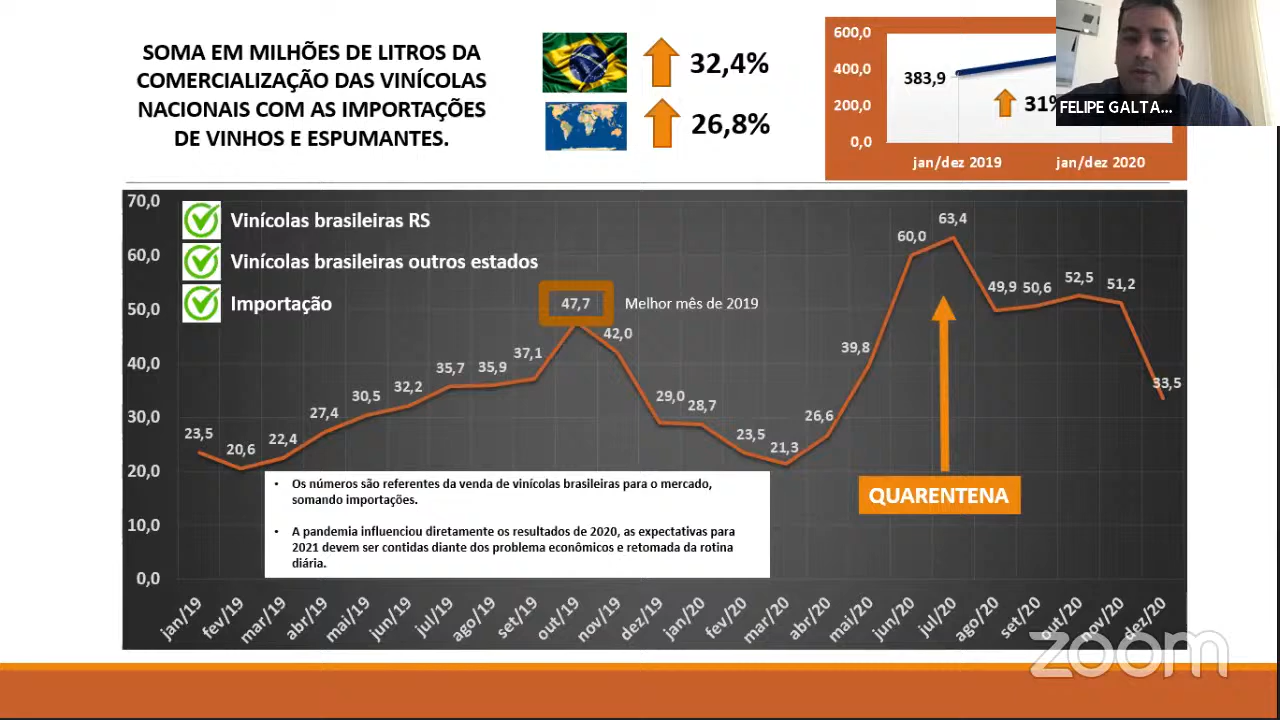 SOMA EM MILHÕES DE LITROS DA
COMERCIALIZAÇÃO DAS VINÍCOLAS
NACIONAIS COM AS IMPORTAÇÕES
DE VINHOS E ESPUMANTES.
32,4%
26,8%
600,0
400,0
200,0
0,0
383,9
31%
jan/dez 2019
jan/dez 2020
FELIPE GALTA...
70,0
60,0
50,0
40,0
30,0
20,0
10,0
0,0
Vinícolas brasileiras RS
Vinícolas brasileiras outros estados
Importação
47,7
Melhor mês de 2019
23,5
20,6
22,4
27,4
30,5
32,2
35,7
35,9
37,1
42,0
29,0
28,7
23,5
21,3
26,6
39,8
60,0
63,4
49,9
50,6
52,5
51,2
33,5
QUARENTENA
• Os números são referentes da venda de vinícolas brasileiras para o mercado,
somando importações.
• A pandemia influenciou diretamente os resultados de 2020, as expectativas para
2021 devem ser contidas diante dos problema econômicos e retomada da rotina
diária.
jan/19
fev/19
mar/19
abr/19
mai/19
jun/19
jul/19
ago/19
set/19
out/19
nov/19
dez/19
jan/20
fev/20
mar/20
abr/20
mai/20
jun/20
jul/20
ago/20
set/20
out/20
nov/20
dez/20
zoom